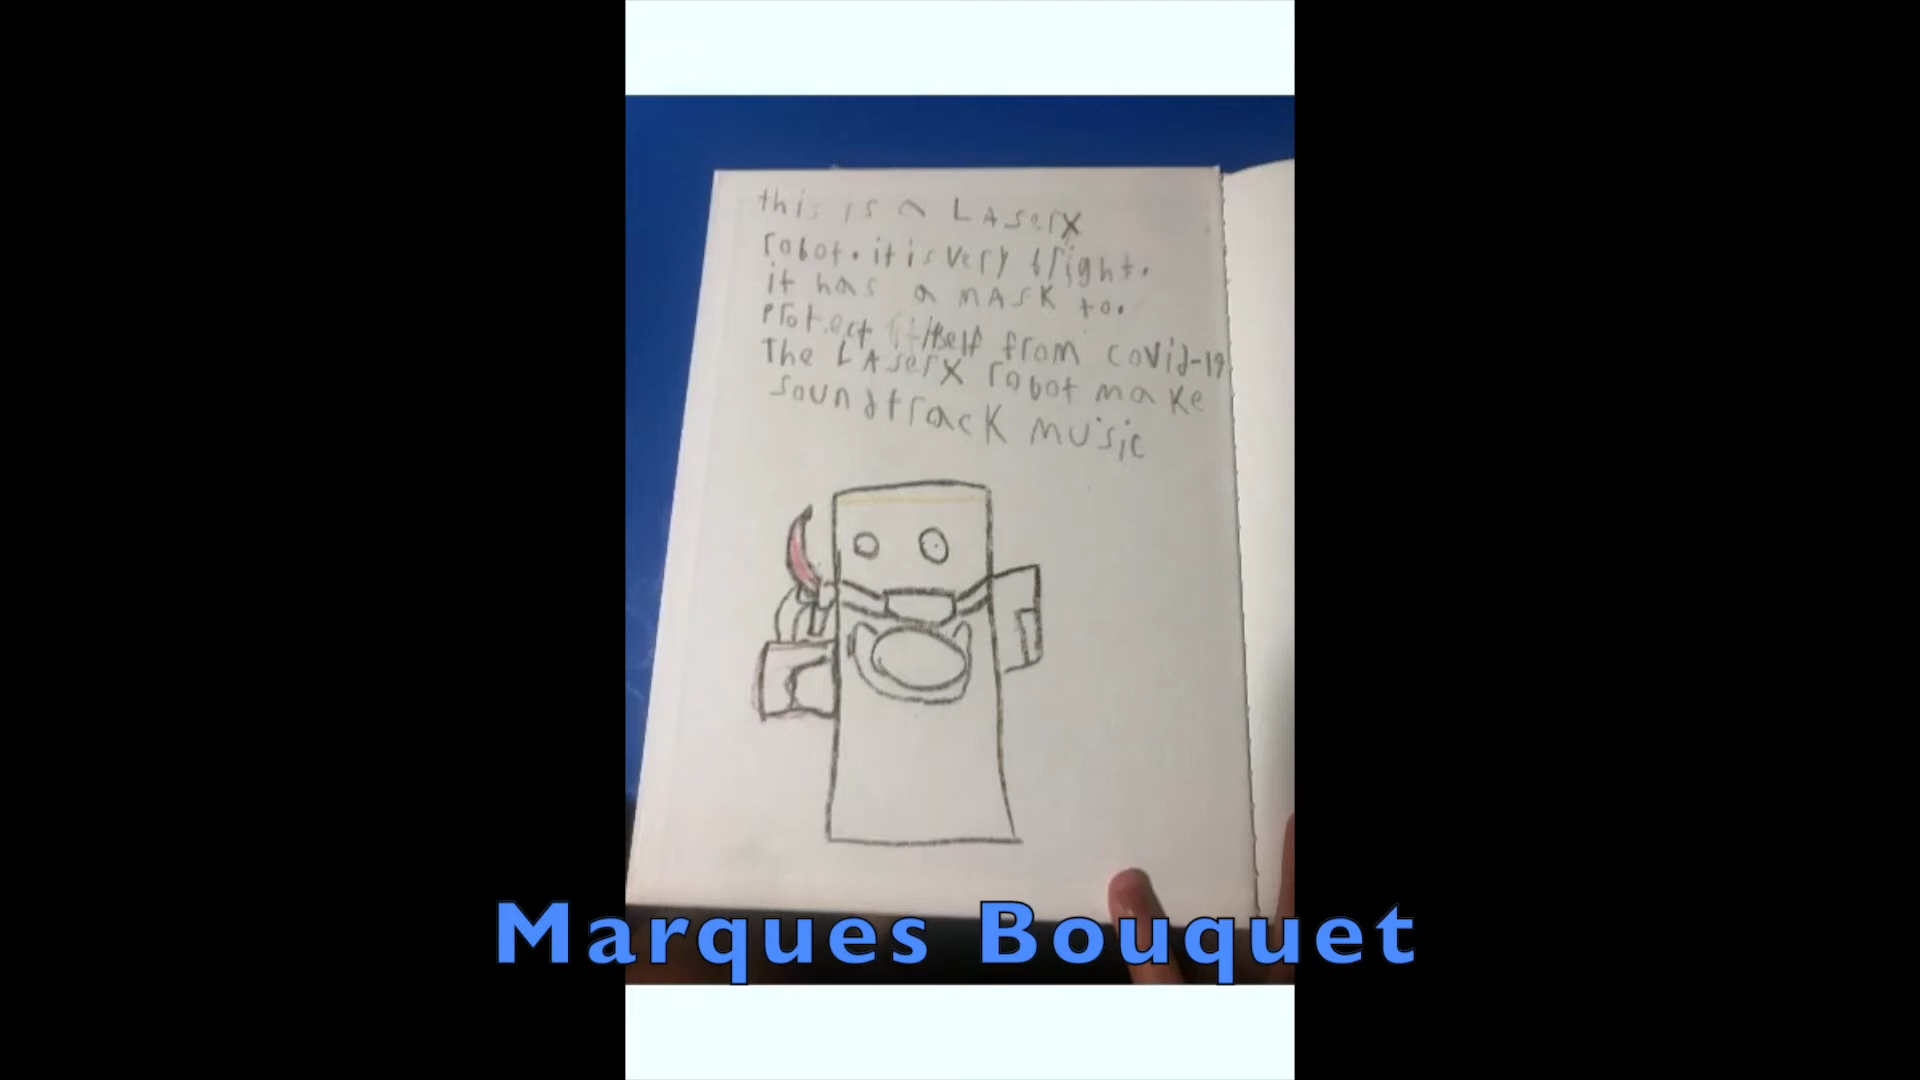 this is a LAserX
robot. it is very bright.
it has a mAsK to.
Protect itself from covid-19
The LAserX robot make
soundtracK music
Marques Bouquet